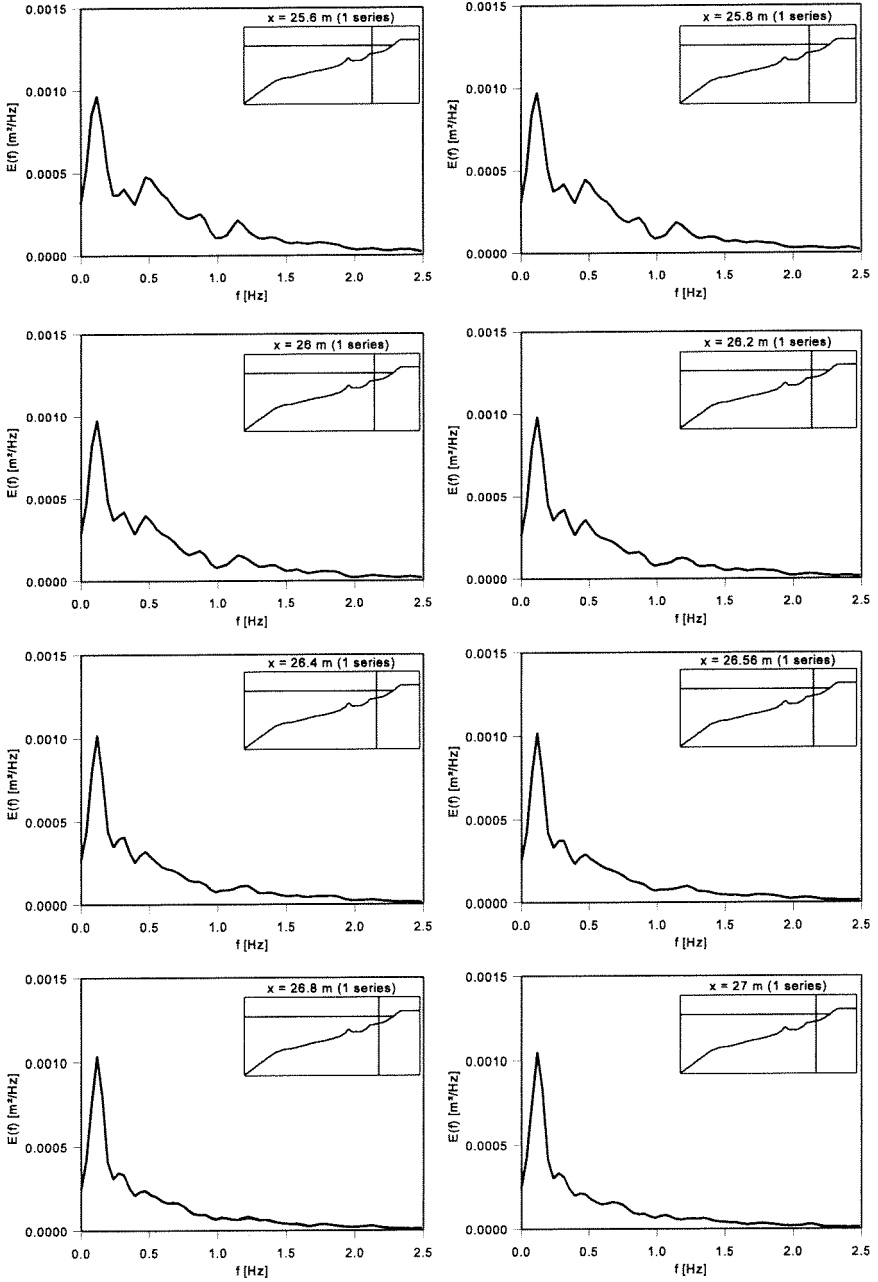 x = 25.6 m (1 series)
0.0015
0.0010
0.0005
0.0000
E(f) [m²/Hz]
0.0 0.5 1.0 1.5 2.0 2.5
f [Hz]
x = 25.8 m (1 series)
0.0015
0.0010
0.0005
0.0000
E(f) [m²/Hz]
0.0 0.5 1.0 1.5 2.0 2.5
f [Hz]
x = 26 m (1 series)
0.0015
0.0010
0.0005
0.0000
E(f) [m²/Hz]
0.0 0.5 1.0 1.5 2.0 2.5
f [Hz]
x = 26.2 m (1 series)
0.0015
0.0010
0.0005
0.0000
E(f) [m²/Hz]
0.0 0.5 1.0 1.5 2.0 2.5
f [Hz]
x = 26.4 m (1 series)
0.0015
0.0010
0.0005
0.0000
E(f) [m²/Hz]
0.0 0.5 1.0 1.5 2.0 2.5
f [Hz]
x = 26.56 m (1 series)
0.0015
0.0010
0.0005
0.0000
E(f) [m²/Hz]
0.0 0.5 1.0 1.5 2.0 2.5
f [Hz]
x = 26.8 m (1 series)
0.0015
0.0010
0.0005
0.0000
E(f) [m²/Hz]
0.0 0.5 1.0 1.5 2.0 2.5
f [Hz]
x = 27 m (1 series)
0.0015
0.0010
0.0005
0.0000
E(f) [m²/Hz]
0.0 0.5 1.0 1.5 2.0 2.5
f [Hz]